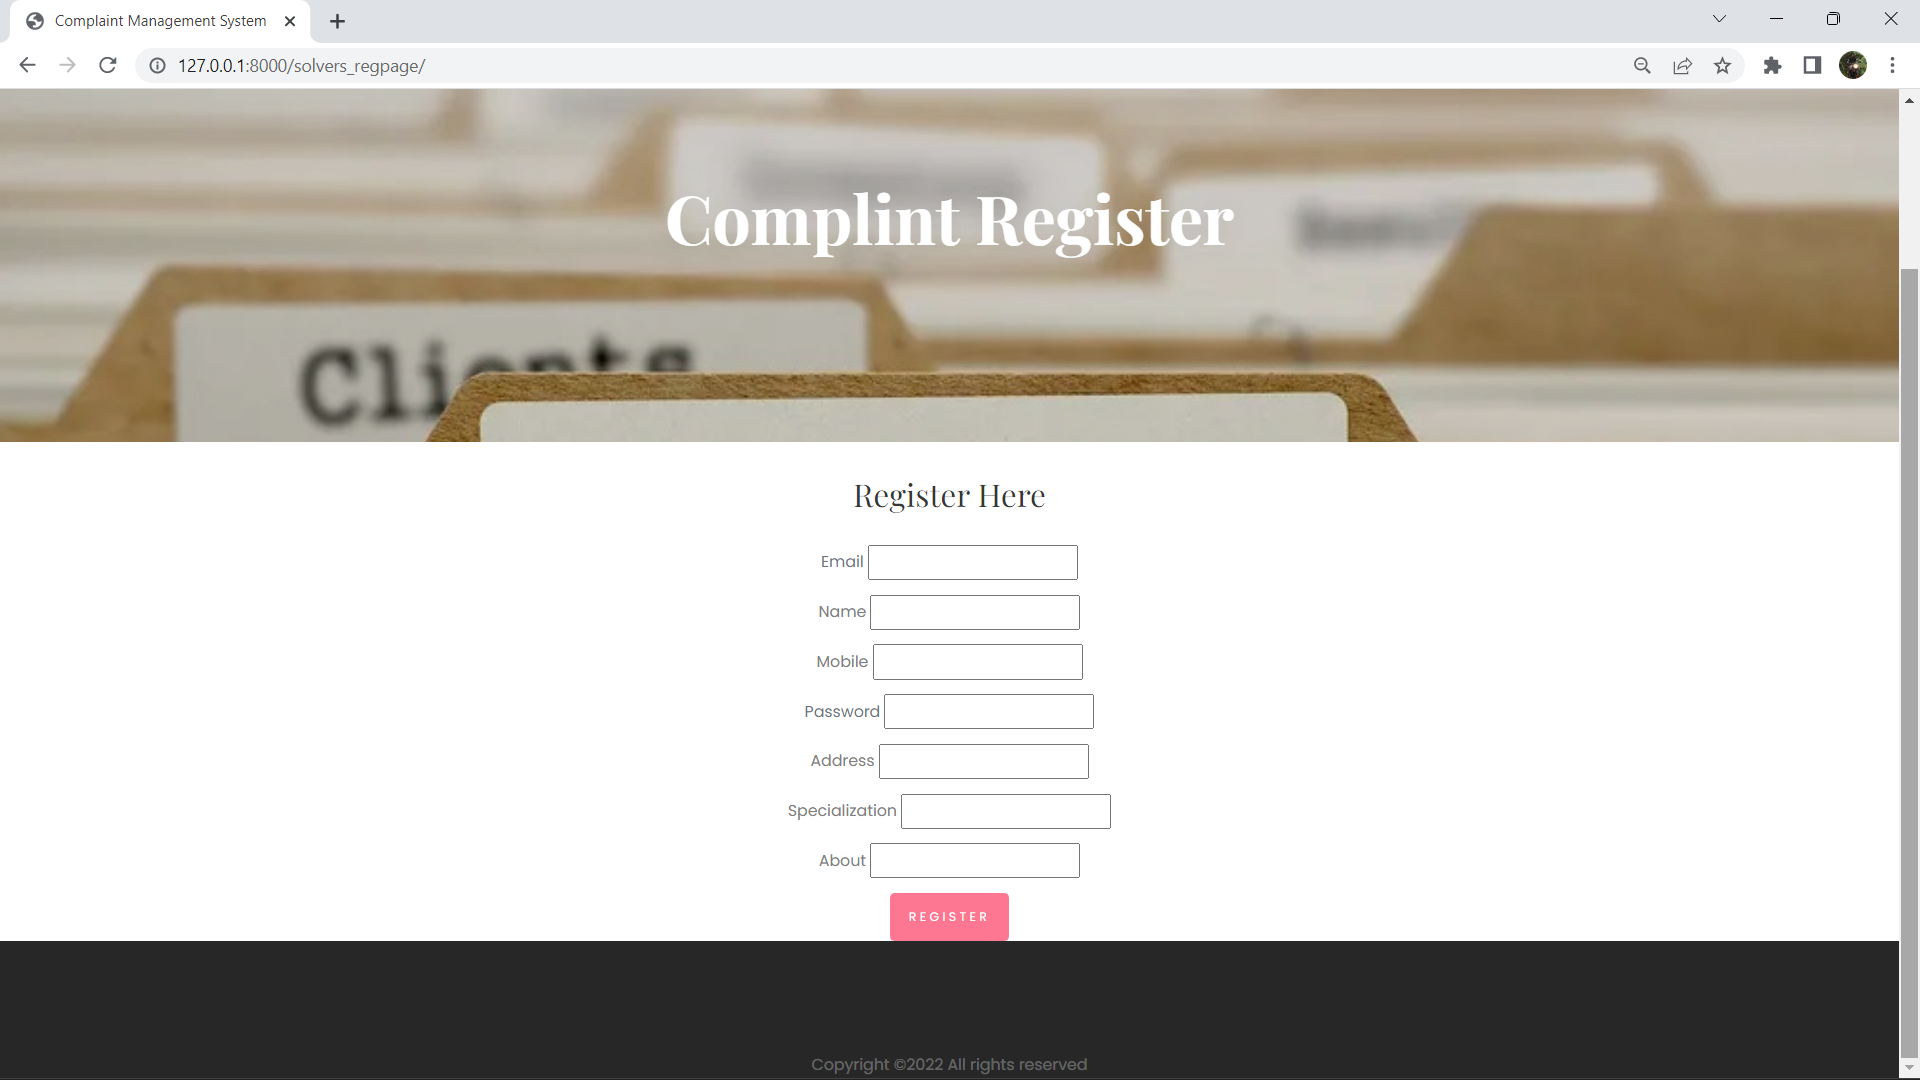 Complaint Management System
127.0.0.1:8000/solvers_regpage/
Complint Register
Clients
Register Here
Email
Name
Mobile
Password
Address
Specialization
About
REGISTER
Copyright ©2022 All rights reserved